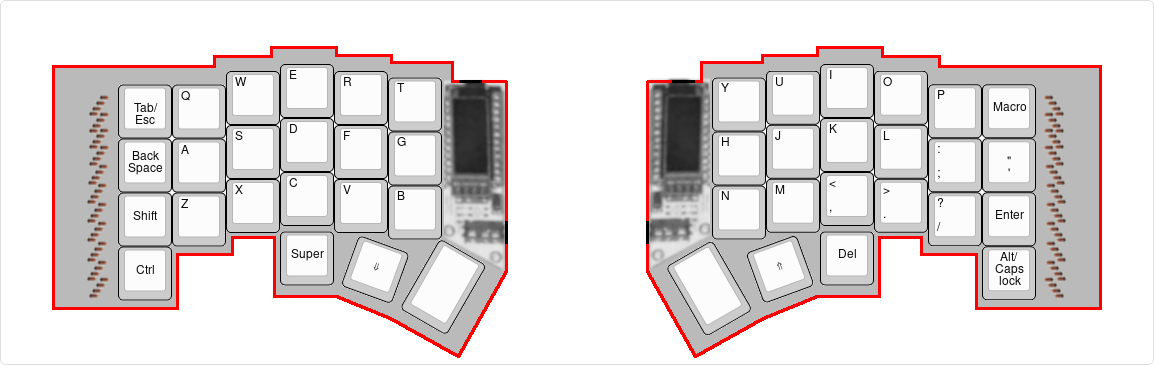 Tab/
Esc
Q
W
E
R
T
Back
Space
A
S
D
F
G
Shift
Z
X
C
V
B
Ctrl
Super
⇓
Y
U
I
O
P
Macro
H
J
K
L
:
;
"
'
N
M
<
,
>
.
?
/
Enter
⇑
Del
Alt/
Caps
lock